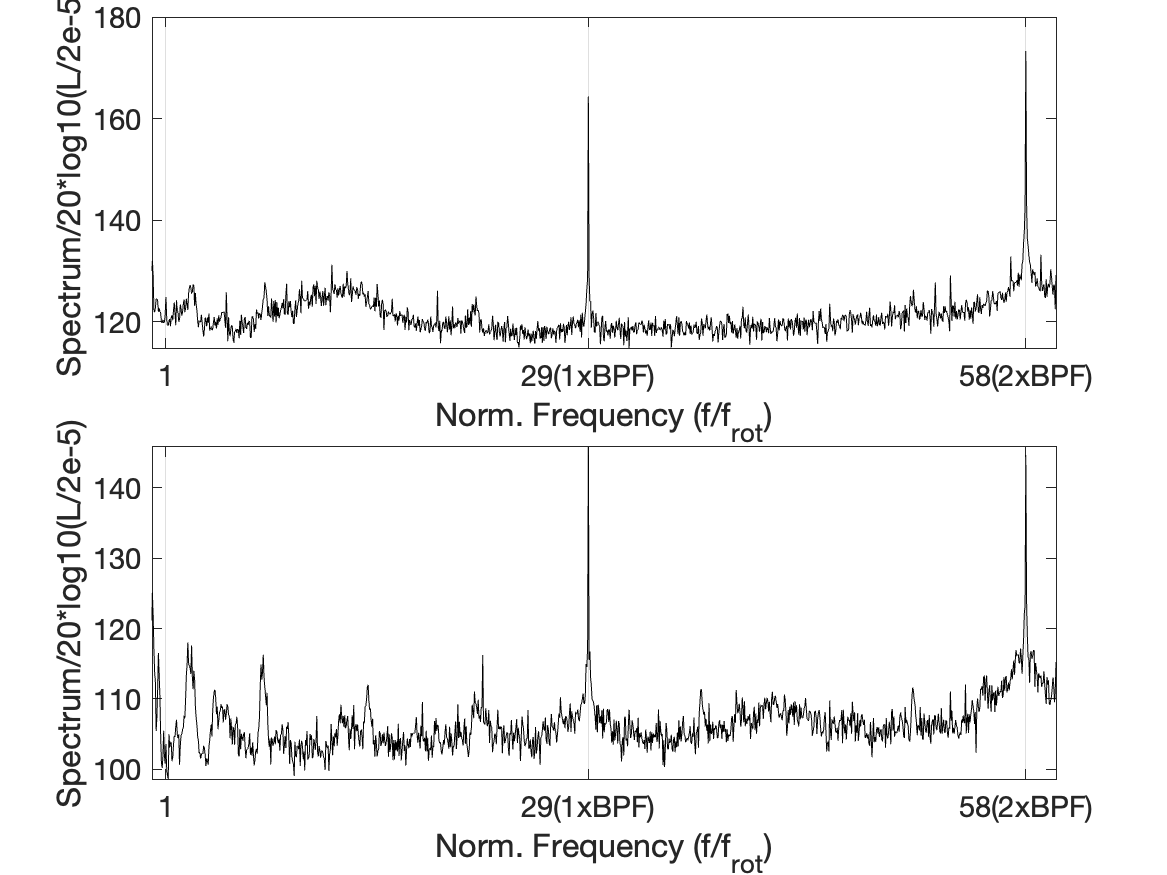 Spectrum/20*log10(L/2e-5
180
160
140
120
1
29(1xBPF)
58(2xBPF)
Norm. Frequency (f/f_rot)
Spectrum/20*log10(L/2e-5)
140
130
120
110
100
1
29(1xBPF)
58(2xBPF)
Norm. Frequency (f/f_rot)